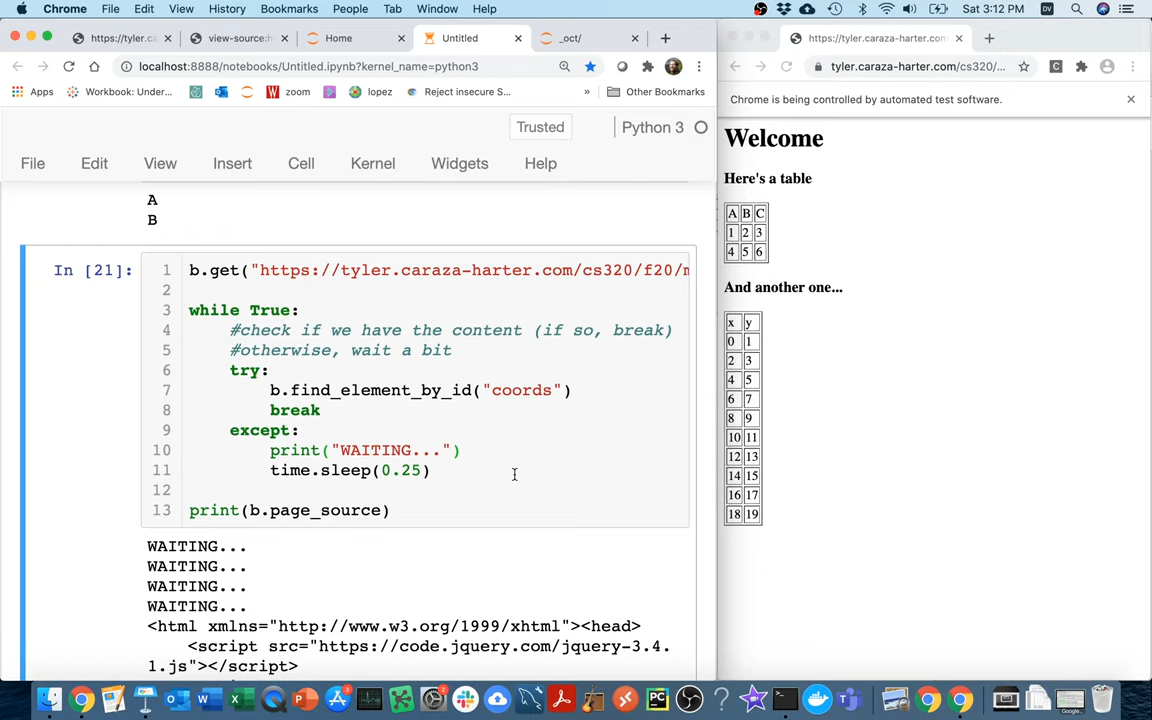 Chrome File Edit View History Bookmarks People Tab Window Help Sat 3:12 PM DV
https://tyler.ca view-source:h Home Untitled _oct/
localhost:8888/notebooks/Untitled.ipynb?kernel_name=python3
Apps Workbook: Under... zoom lopez Reject insecure S... » Other Bookmarks
Trusted Python 3
File Edit View Insert Cell Kernel Widgets Help
A
B
In [21]:
1 b.get("https://tyler.caraza-harter.com/cs320/f20/m
2
3 while True:
4 #check if we have the content (if so, break)
5 #otherwise, wait a bit
6 try:
7 b.find_element_by_id("coords")
8 break
9 except:
10 print("WAITING...")
11 time.sleep(0.25)
12
13 print(b.page_source)
WAITING...
WAITING...
WAITING...
WAITING...
<html xmlns="http://www.w3.org/1999/xhtml"><head>
<script src="https://code.jquery.com/jquery-3.4.
1.js"></script>
https://tyler.caraza-harter.com
tyler.caraza-harter.com/cs320/...
Chrome is being controlled by automated test software.
Welcome
Here's a table
A B C
1 2 3
4 5 6
And another one...
x y
0 1
2 3
4 5
6 7
8 9
10 11
12 13
14 15
16 17
18 19